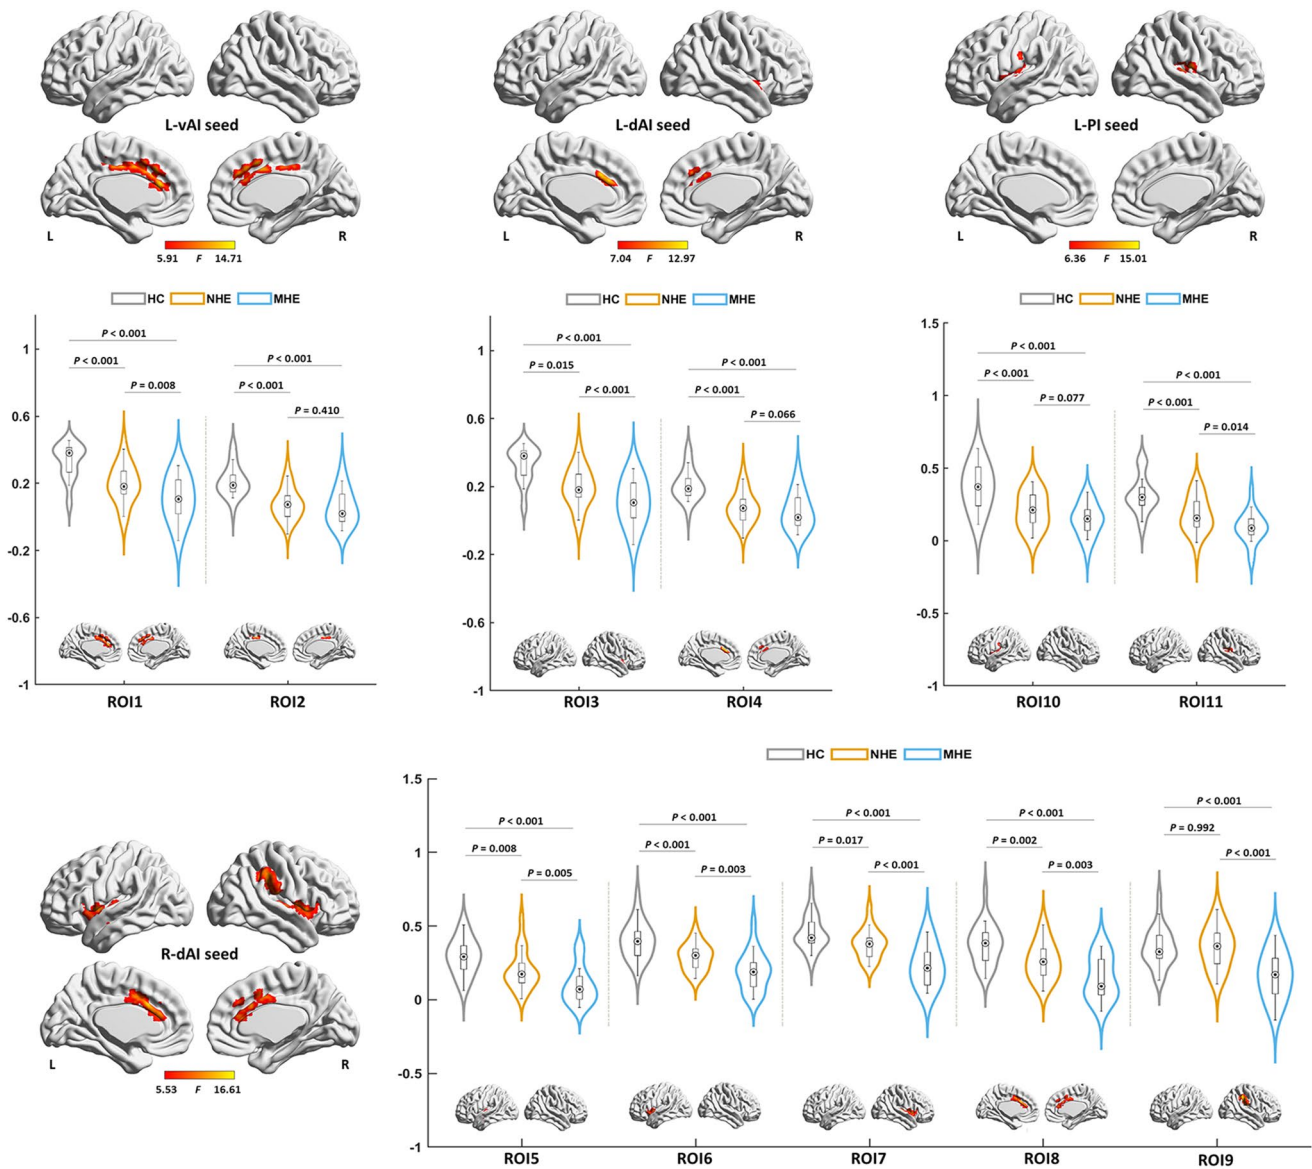 L-vAI seed
L R
5.91 F 14.71
L-dAI seed
L R
7.04 F 12.97
L-PI seed
L R
6.36 F 15.01
HC NHE MHE
P < 0.001
P < 0.001
P = 0.008
P < 0.001
P < 0.001
P = 0.410
1
0.6
0.2
-0.2
-0.6
-1
ROI1 ROI2
HC NHE MHE
P < 0.001
P = 0.015
P < 0.001
P < 0.001
P < 0.001
P = 0.066
1
0.6
0.2
-0.2
-0.6
-1
ROI3 ROI4
HC NHE MHE
P < 0.001
P < 0.001
P = 0.077
P < 0.001
P < 0.001
P = 0.014
1.5
1
0.5
0
-0.5
-1
ROI10 ROI11
R-dAI seed
L R
5.53 F 16.61
HC NHE MHE
P < 0.001
P = 0.008
P = 0.005
P < 0.001
P < 0.001
P = 0.003
P < 0.001
P = 0.017
P < 0.001
P < 0.001
P = 0.002
P = 0.003
P < 0.001
P = 0.992
P < 0.001
1.5
1
0.5
0
-0.5
-1
ROI5 ROI6 ROI7 ROI8 ROI9